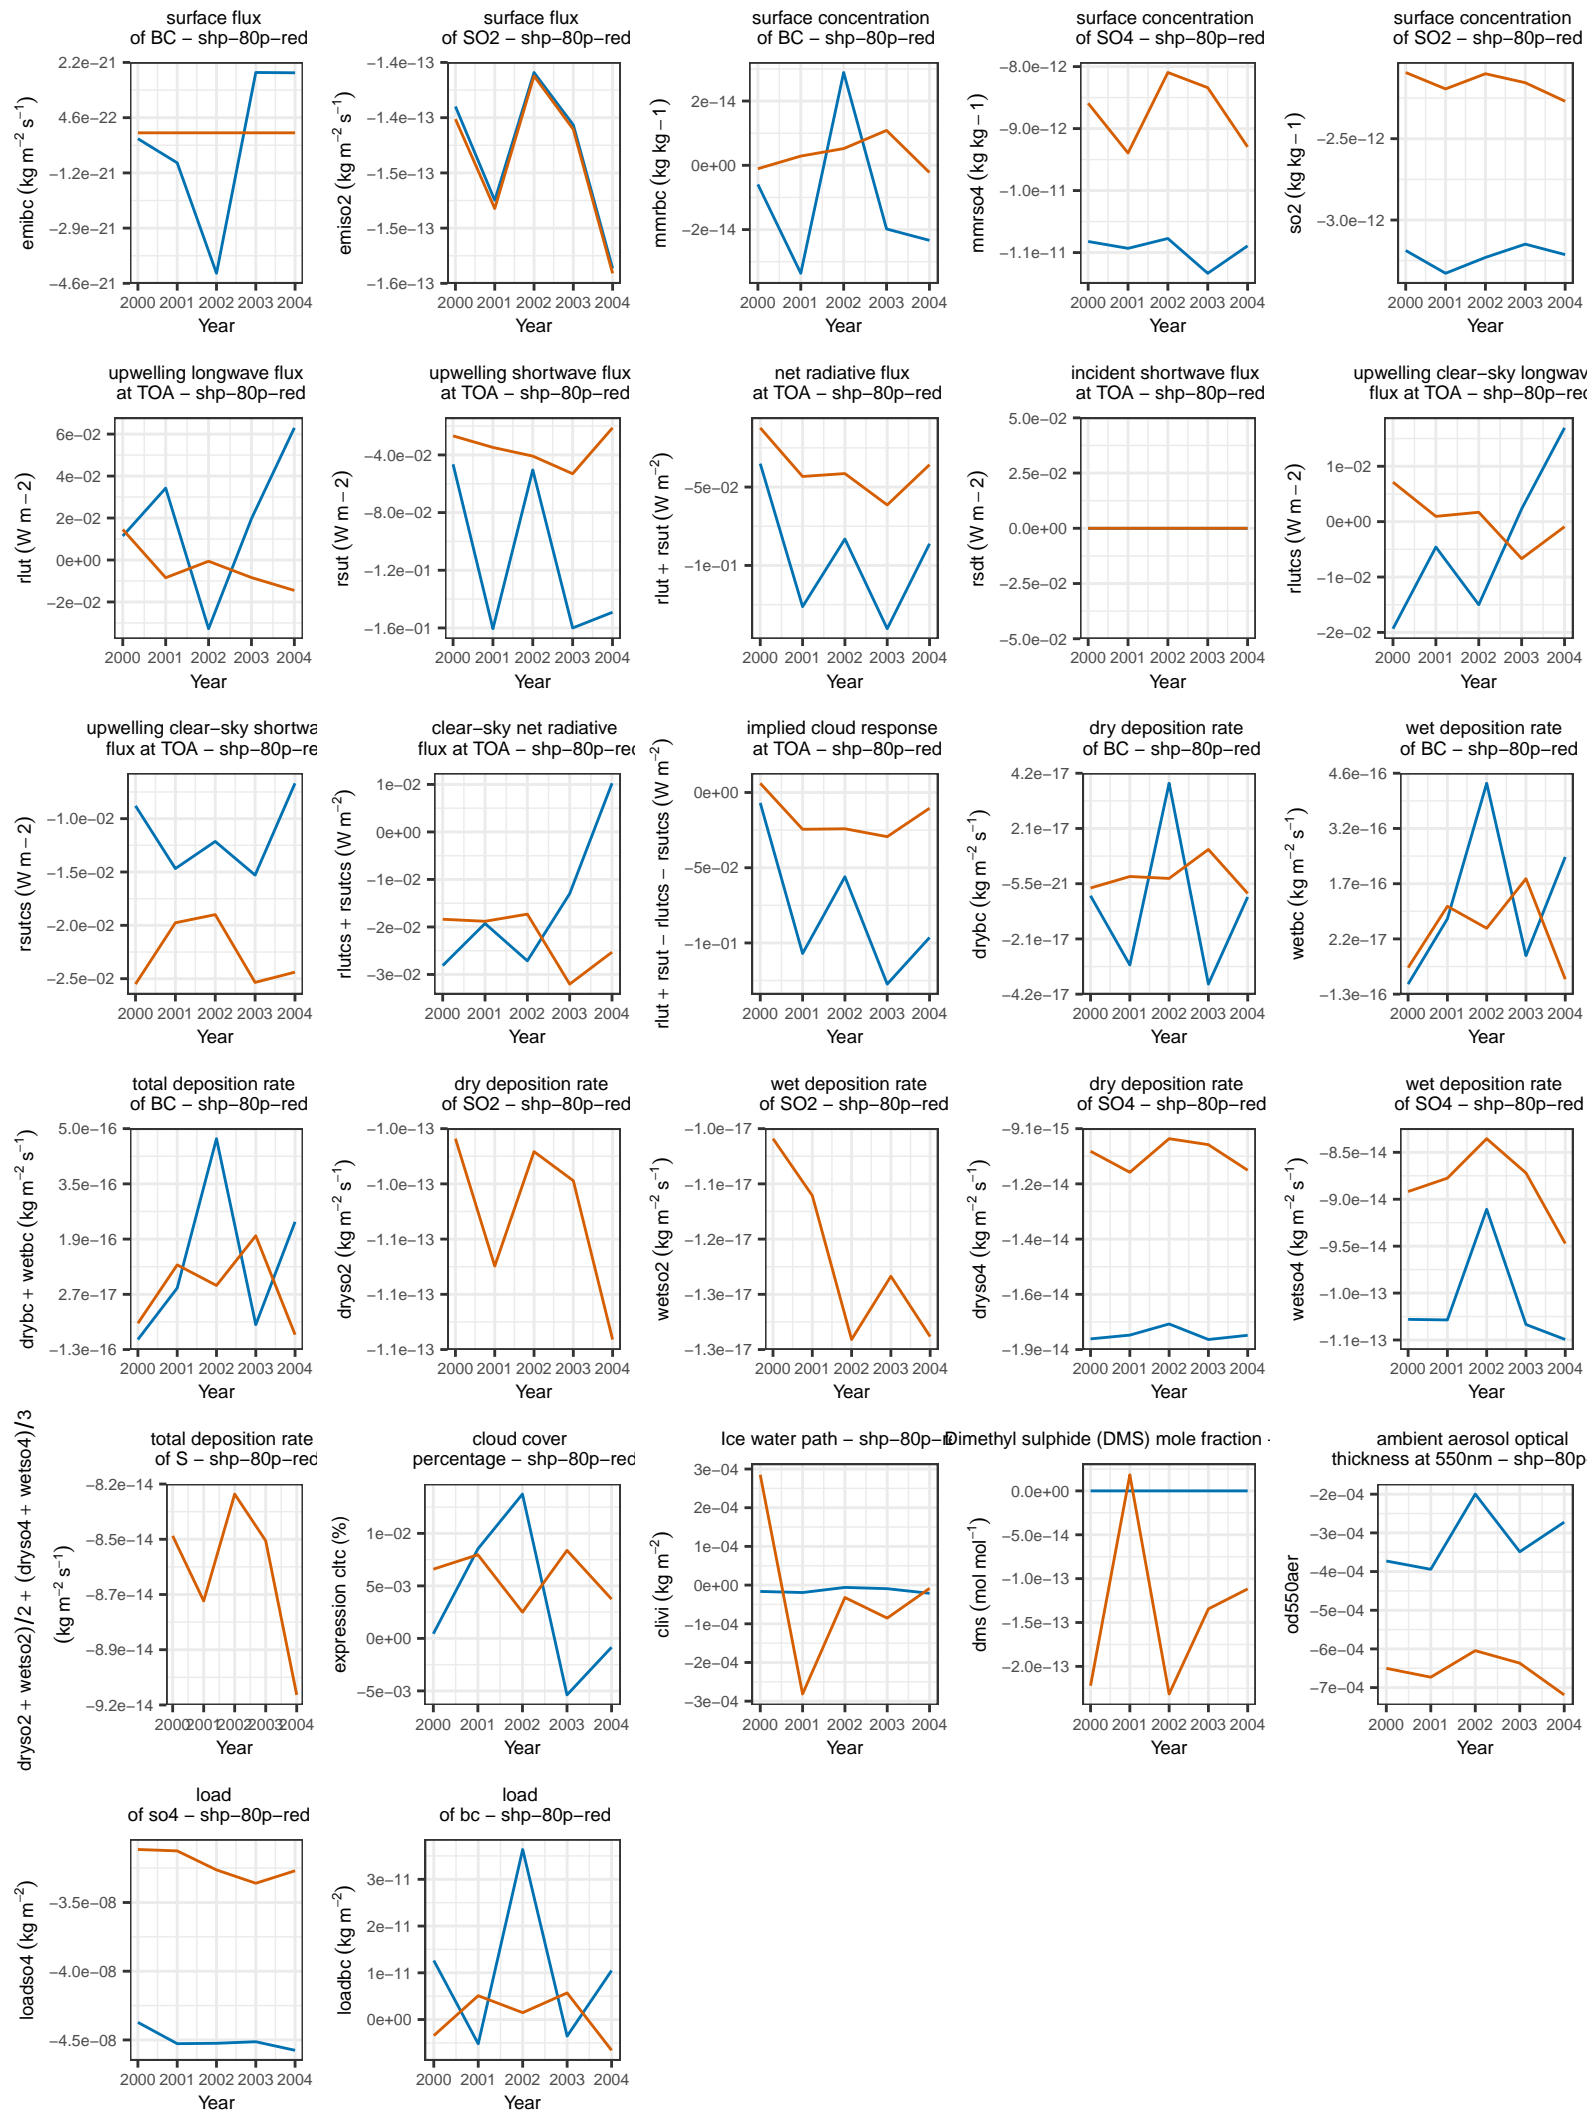 surface flux
of BC − shp−80p−red
emibc (kg m−2 s−1)
2.2e−21
4.6e−22
−1.2e−21
−2.9e−21
−4.6e−21
2000 2001 2002 2003 2004
Year
surface flux
of SO2 − shp−80p−red
emiso2 (kg m−2 s−1)
−1.4e−13
−1.4e−13
−1.5e−13
−1.5e−13
−1.6e−13
2000 2001 2002 2003 2004
Year
surface concentration
of BC − shp−80p−red
mmrbc (kg kg−1)
2e−14
0e+00
−2e−14
2000 2001 2002 2003 2004
Year
surface concentration
of SO4 − shp−80p−red
mmrso4 (kg kg−1)
−8.0e−12
−9.0e−12
−1.0e−11
−1.1e−11
2000 2001 2002 2003 2004
Year
surface concentration
of SO2 − shp−80p−red
so2 (kg kg−1)
−2.5e−12
−3.0e−12
2000 2001 2002 2003 2004
Year
upwelling longwave flux
at TOA − shp−80p−red
rlut (W m−2)
6e−02
4e−02
2e−02
0e+00
−2e−02
2000 2001 2002 2003 2004
Year
upwelling shortwave flux
at TOA − shp−80p−red
rsut (W m−2)
−4.0e−02
−8.0e−02
−1.2e−01
−1.6e−01
2000 2001 2002 2003 2004
Year
net radiative flux
at TOA − shp−80p−red
rlut + rsut (W m−2)
−5e−02
−1e−01
2000 2001 2002 2003 2004
Year
incident shortwave flux
at TOA − shp−80p−red
rsdt (W m−2)
5.0e−02
2.5e−02
0.0e+00
−2.5e−02
−5.0e−02
2000 2001 2002 2003 2004
Year
upwelling clear−sky longwav
flux at TOA − shp−80p−red
rlutcs (W m−2)
1e−02
0e+00
−1e−02
−2e−02
2000 2001 2002 2003 2004
Year
upwelling clear−sky shortwa
flux at TOA − shp−80p−re
rsutcs (W m−2)
−1.0e−02
−1.5e−02
−2.0e−02
−2.5e−02
2000 2001 2002 2003 2004
Year
clear−sky net radiative
flux at TOA − shp−80p−red
rlutcs + rsutcs (W m−2)
1e−02
0e+00
−1e−02
−2e−02
−3e−02
2000 2001 2002 2003 2004
Year
implied cloud response
at TOA − shp−80p−red
rlut + rsut − rlutcs − rsutcs (W m−2)
0e+00
−5e−02
−1e−01
2000 2001 2002 2003 2004
Year
dry deposition rate
of BC − shp−80p−red
drybc (kg m−2 s−1)
4.2e−17
2.1e−17
−5.5e−21
−2.1e−17
−4.2e−17
2000 2001 2002 2003 2004
Year
wet deposition rate
of BC − shp−80p−red
wetbc (kg m−2 s−1)
4.6e−16
3.2e−16
1.7e−16
2.2e−17
−1.3e−16
2000 2001 2002 2003 2004
Year
total deposition rate
of BC − shp−80p−red
drybc + wetbc (kg m−2 s−1)
5.0e−16
3.5e−16
1.9e−16
2.7e−17
−1.3e−16
2000 2001 2002 2003 2004
Year
dry deposition rate
of SO2 − shp−80p−red
dryso2 (kg m−2 s−1)
−1.0e−13
−1.0e−13
−1.1e−13
−1.1e−13
−1.1e−13
2000 2001 2002 2003 2004
Year
wet deposition rate
of SO2 − shp−80p−red
wetso2 (kg m−2 s−1)
−1.0e−17
−1.1e−17
−1.2e−17
−1.3e−17
−1.3e−17
2000 2001 2002 2003 2004
Year
dry deposition rate
of SO4 − shp−80p−red
dryso4 (kg m−2 s−1)
−9.1e−15
−1.2e−14
−1.4e−14
−1.6e−14
−1.9e−14
2000 2001 2002 2003 2004
Year
wet deposition rate
of SO4 − shp−80p−red
wetso4 (kg m−2 s−1)
−8.5e−14
−9.0e−14
−9.5e−14
−1.0e−13
−1.1e−13
2000 2001 2002 2003 2004
Year
total deposition rate
of S − shp−80p−red
dryso2 + wetso2)/2 + (dryso4 + wetso4)/3
(kg m−2 s−1)
−8.2e−14
−8.5e−14
−8.7e−14
−8.9e−14
−9.2e−14
2000 2001 2002 2003 2004
Year
cloud cover
percentage − shp−80p−red
expression cltc (%)
1e−02
5e−03
0e+00
−5e−03
2000 2001 2002 2003 2004
Year
Ice water path − shp−80p−r
clivi (kg m−2)
3e−04
2e−04
1e−04
0e+00
−1e−04
−2e−04
−3e−04
2000 2001 2002 2003 2004
Year
Dimethyl sulphide (DMS) mole fraction −
dms (mol mol−1)
0.0e+00
−5.0e−14
−1.0e−13
−1.5e−13
−2.0e−13
2000 2001 2002 2003 2004
Year
ambient aerosol optical
thickness at 550nm − shp−80p−
od550aer
−2e−04
−3e−04
−4e−04
−5e−04
−6e−04
−7e−04
2000 2001 2002 2003 2004
Year
load
of so4 − shp−80p−red
loadso4 (kg m−2)
−3.5e−08
−4.0e−08
−4.5e−08
2000 2001 2002 2003 2004
Year
load
of bc − shp−80p−red
loadbc (kg m−2)
3e−11
2e−11
1e−11
0e+00
2000 2001 2002 2003 2004
Year